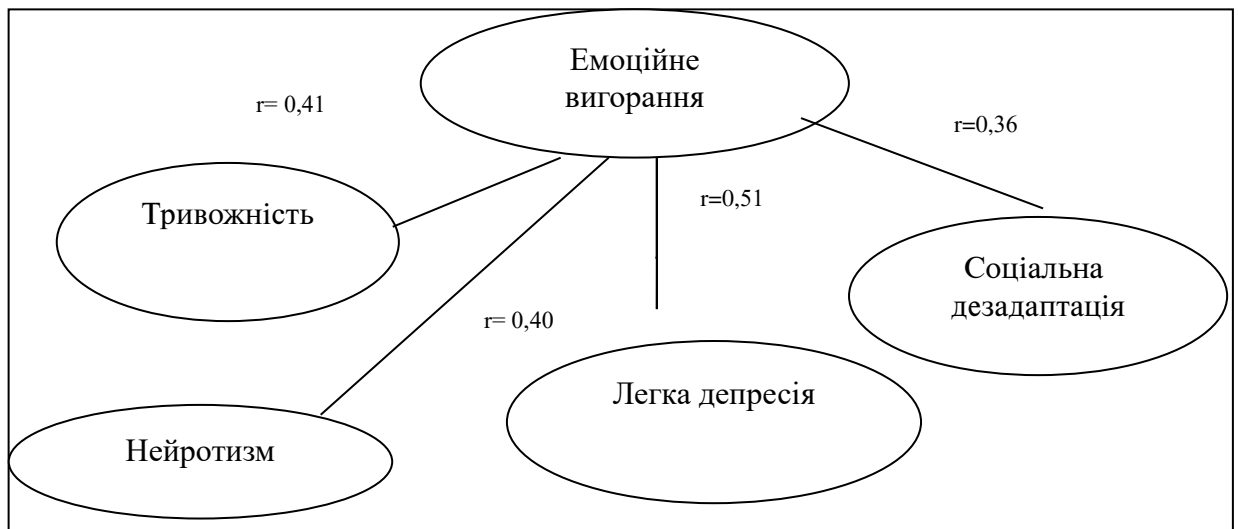 Емоційне
вигорання
r= 0,41
r=0,36
Тривожність
r=0,51
Соціальна
дезадаптація
r= 0,40
Легка депресія
Нейротизм